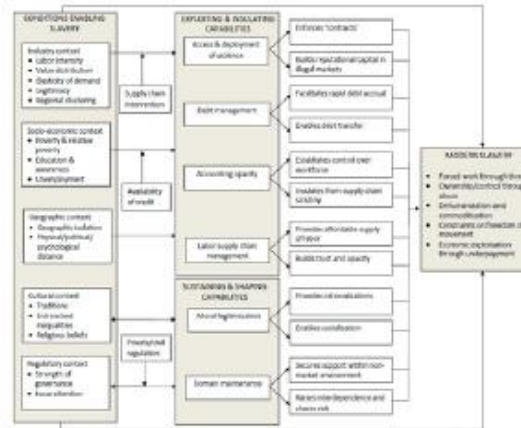 CONDITIONS ENABLING
SLAVERY
Industry context
Labor intensity
Value distribution
Elasticity of demand
Legitimacy
Regional clustering
Socio-economic context
Poverty & relative
poverty
Education &
awareness
Unemployment
Geographic context
Geographic isolation
Physical/political/
psychological
distance
Cultural context
Traditions
Entrenched
inequalities
Religious beliefs
Regulatory context
Strength of
governance
Supply chain
intervention
Availability
of credit
regulation
EXPLOITING & INSULATING
CAPABILITIES
Access & deployment
of violence
Debt management
Accounting opacity
Labor supply chain
management
SUSTAINING & SHAPING
CAPABILITIES
Moral legitimization
Domain maintenance
Enforces 'contracts'
Builds reputational capital in
illegal markets
Facilitates rapid debt accrual
Enables debt transfer
Establishes control over
workforce
Insulates from supply chain
scrutiny
Provides affordable supply
of labor
Builds trust and opacity
Provides rationalizations
Enables socialization
Secures support within non-
market environment
Raises interdependence and
shares risk
MODERN SLAVERY
Forced work through threat
Ownership/control through
abuse
Dehumanization and
commodification
Constraints on freedom of
movement
Economic exploitation
through underpayment